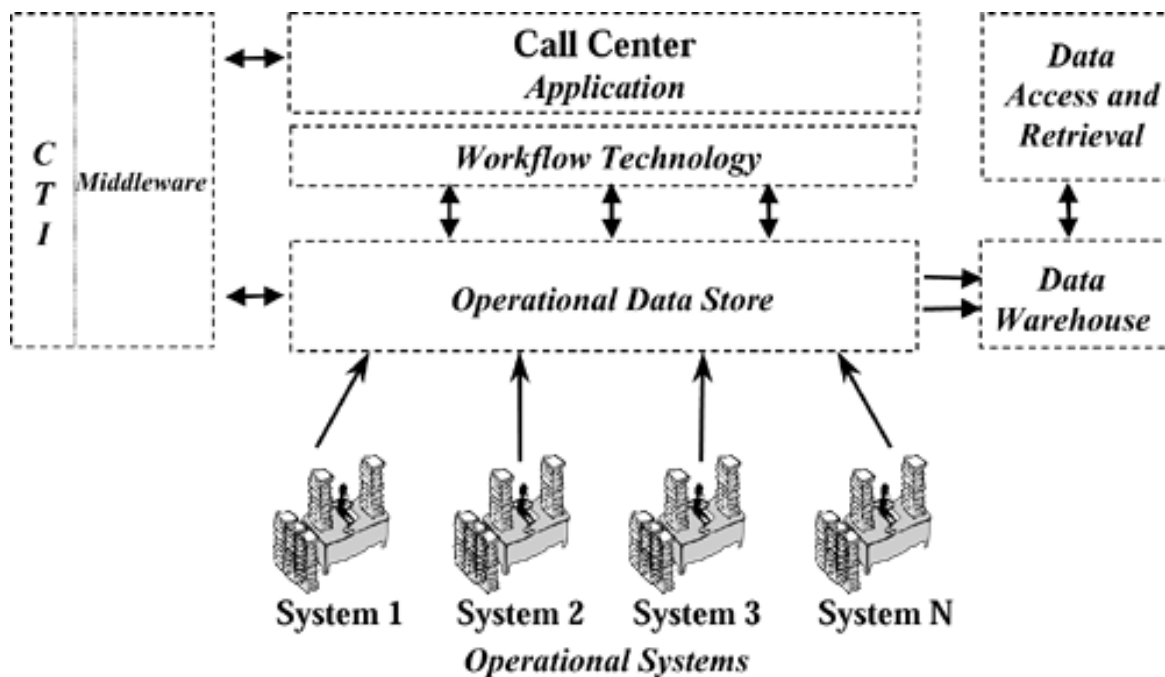 Call Center
Application
Data
Access and
Retrieval
C
T
I
Middleware
Workflow Technology
Operational Data Store
Data
Warehouse
System 1
System 2
System 3
System N
Operational Systems